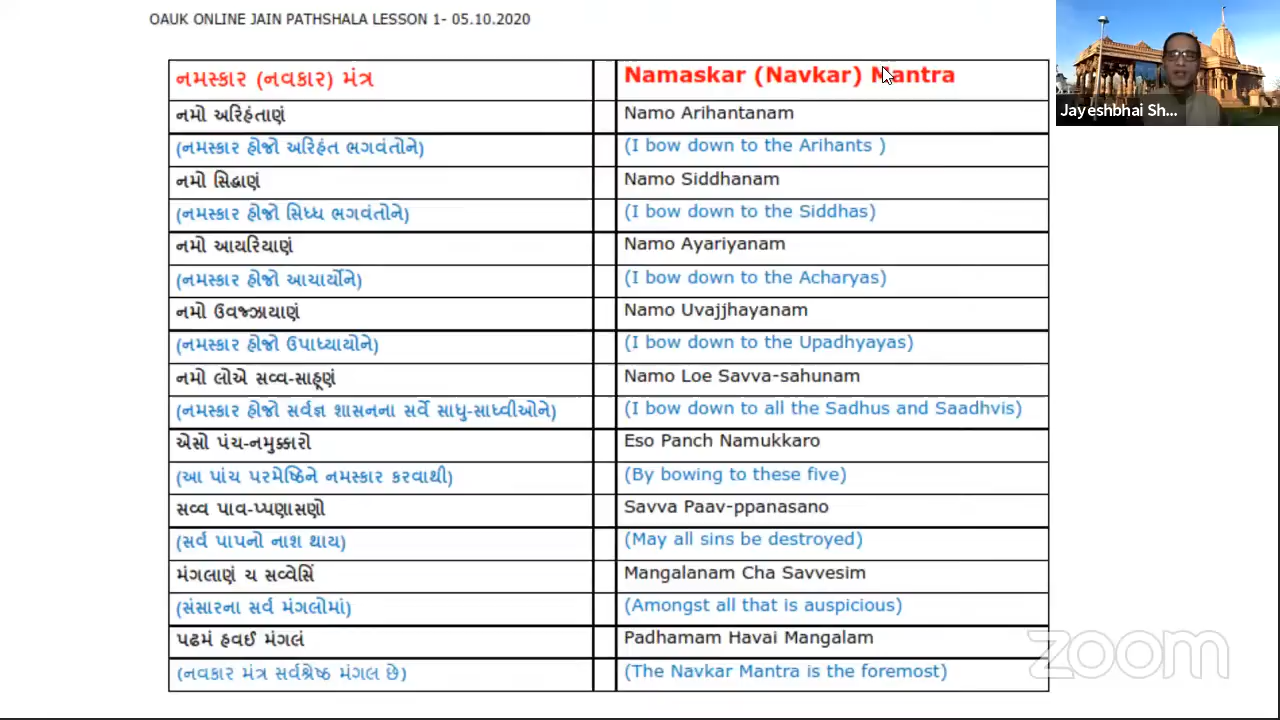 OAUK ONLINE JAIN PATHSHALA LESSON 1- 05.10.2020
Jayeshbhai Sh...
નમસ્કાર (નવકાર) મંત્ર Namaskar (Navkar) Mantra
નમો અરિહંતાણં Namo Arihantanam
(નમસ્કાર હોજો અરિહંત ભગવંતોને) (I bow down to the Arihants )
નમો સિદ્ધાણં Namo Siddhanam
(નમસ્કાર હોજો સિધ્ધ ભગવંતોને) (I bow down to the Siddhas)
નમો આયરિયાણં Namo Ayariyanam
(નમસ્કાર હોજો આચાર્યોને) (I bow down to the Acharyas)
નમો ઉવજ્ઝાયાણં Namo Uvajjhayanam
(નમસ્કાર હોજો ઉપાધ્યાયોને) (I bow down to the Upadhyayas)
નમો લોએ સવ્વ-સાહૂણં Namo Loe Savva-sahunam
(નમસ્કાર હોજો સર્વજ્ઞ શાસનના સર્વે સાધુ-સાધ્વીઓને) (I bow down to all the Sadhus and Saadhvis)
એસો પંચ-નમુક્કારો Eso Panch Namukkaro
(આ પાંચ પરમેષ્ઠિને નમસ્કાર કરવાથી) (By bowing to these five)
સવ્વ પાવ-પ્પણાસણો Savva Paav-ppanasano
(સર્વ પાપનો નાશ થાય) (May all sins be destroyed)
મંગલાણં ચ સવ્વેસિં Mangalanam Cha Savvesim
(સંસારના સર્વ મંગલોમાં) (Amongst all that is auspicious)
પઢમં હવઈ મંગલં Padhamam Havai Mangalam
(નવકાર મંત્ર સર્વશ્રેષ્ઠ મંગલ છે) (The Navkar Mantra is the foremost)
zoom